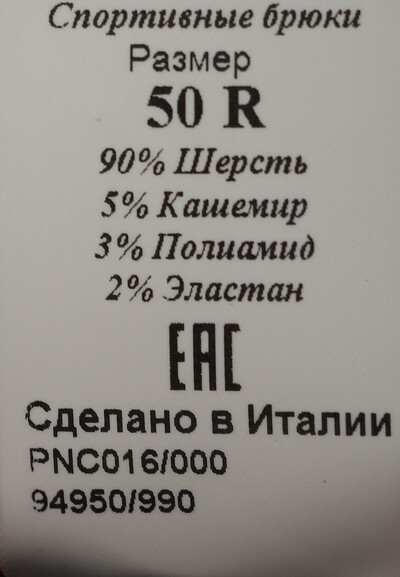 Спортивные брюки
Размер
50 R
90% Шерсть
5% Кашемир
3% Полиамид
2% Эластан
EAC
Сделано в Италии
PNC016/000
94950/990